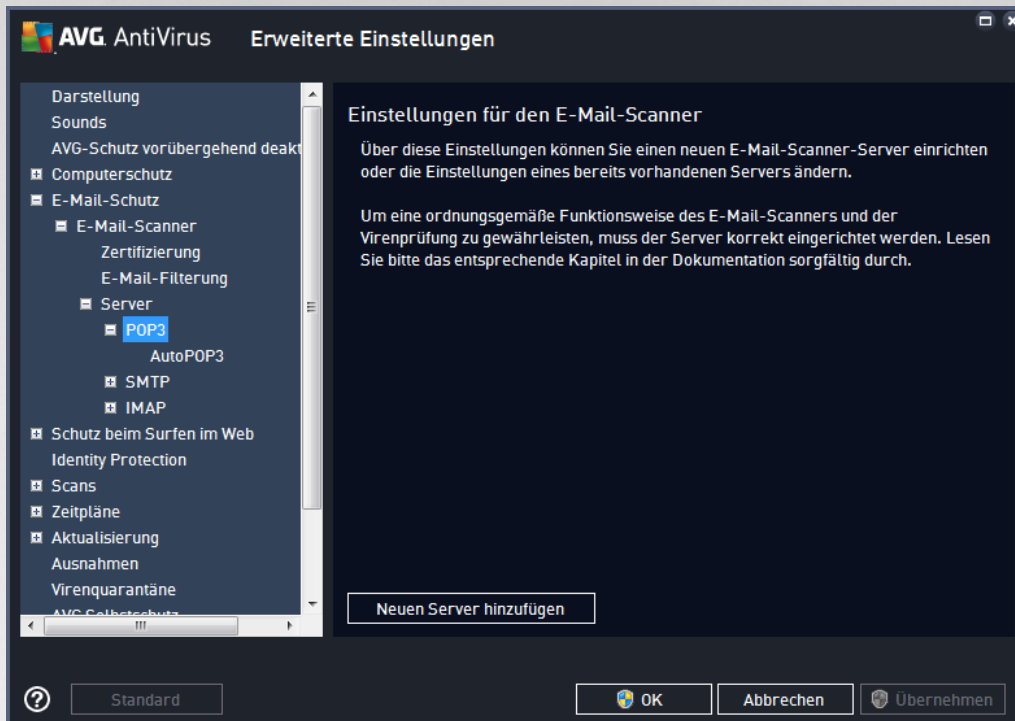 AVG. AntiVirus
Erweiterte Einstellungen
Darstellung
Sounds
AVG-Schutz vorübergehend deakt
Computerschutz
E-Mail-Schutz
E-Mail-Scanner
Zertifizierung
E-Mail-Filterung
Server
POP3
AutoPOP3
SMTP
IMAP
Schutz beim Surfen im Web
Identity Protection
Scans
Zeitpläne
Aktualisierung
Ausnahmen
Virenquarantäne
AVG Selbstschutz
Einstellungen für den E-Mail-Scanner
Über diese Einstellungen können Sie einen neuen E-Mail-Scanner-Server einrichten
oder die Einstellungen eines bereits vorhandenen Servers ändern.
Um eine ordnungsgemäße Funktionsweise des E-Mail-Scanners und der
Virenprüfung zu gewährleisten, muss der Server korrekt eingerichtet werden. Lesen
Sie bitte das entsprechende Kapitel in der Dokumentation sorgfältig durch.
Neuen Server hinzufügen
Standard
OK
Abbrechen
Übernehmen